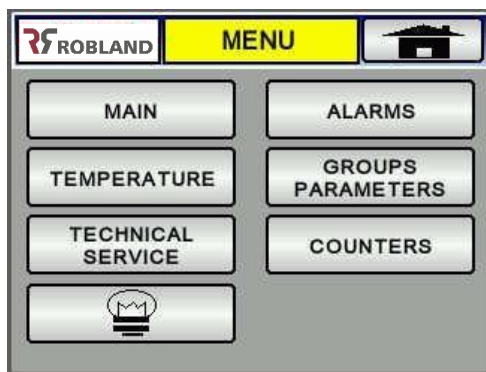 ROBLAND
MENU
MAIN
ALARMS
TEMPERATURE
GROUPS
PARAMETERS
TECHNICAL
SERVICE
COUNTERS